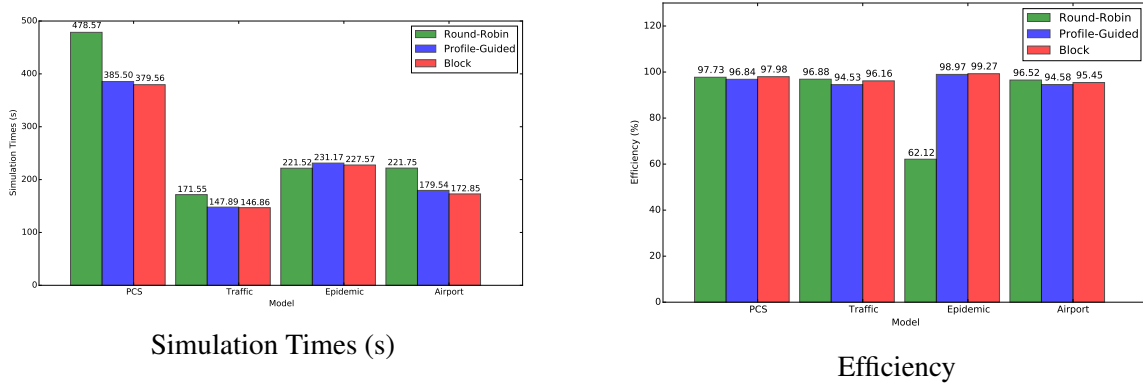 500
400
300
200
100
0
Simulation Times (s)
478.57
385.50
379.56
171.55
147.89
146.86
221.52
231.17
227.57
221.75
179.54
172.85
Round-Robin
Profile-Guided
Block
PCS
Traffic
Epidemic
Airport
Model
Simulation Times (s)
120
100
80
60
40
20
0
Efficiency (%)
97.73
96.84
97.98
96.88
94.53
96.16
62.12
98.97
99.27
96.52
94.58
95.45
Round-Robin
Profile-Guided
Block
PCS
Traffic
Epidemic
Airport
Model
Efficiency